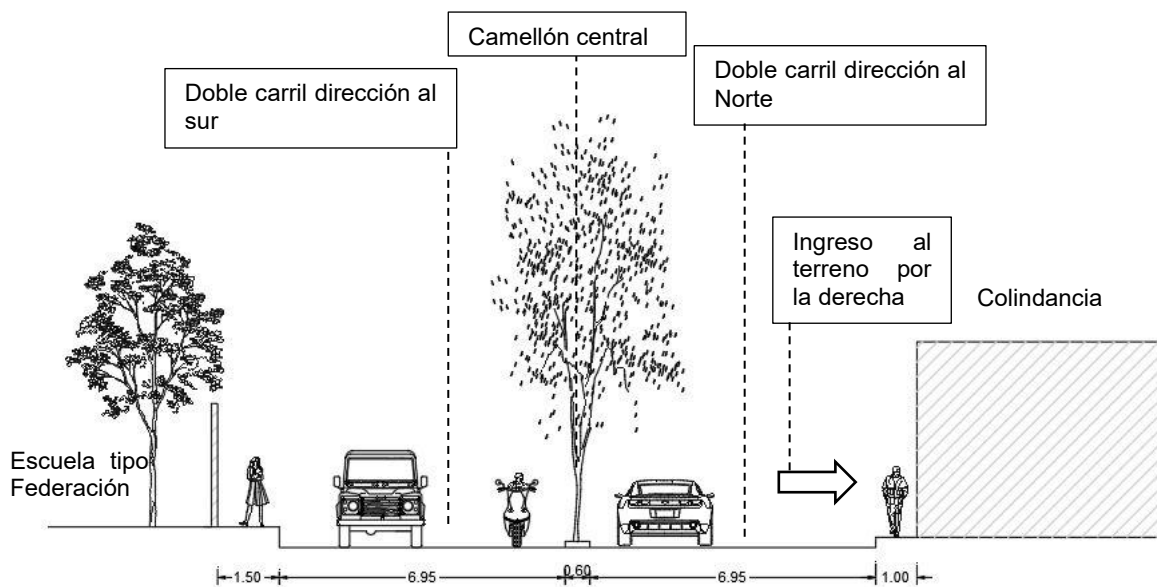 Camellón central
Doble carril dirección al
sur
Doble carril dirección al
Norte
Ingreso al
terreno por
la derecha
Colindancia
Escuela tipo
Federación
1.50 6.95 0.60 6.95 1.00